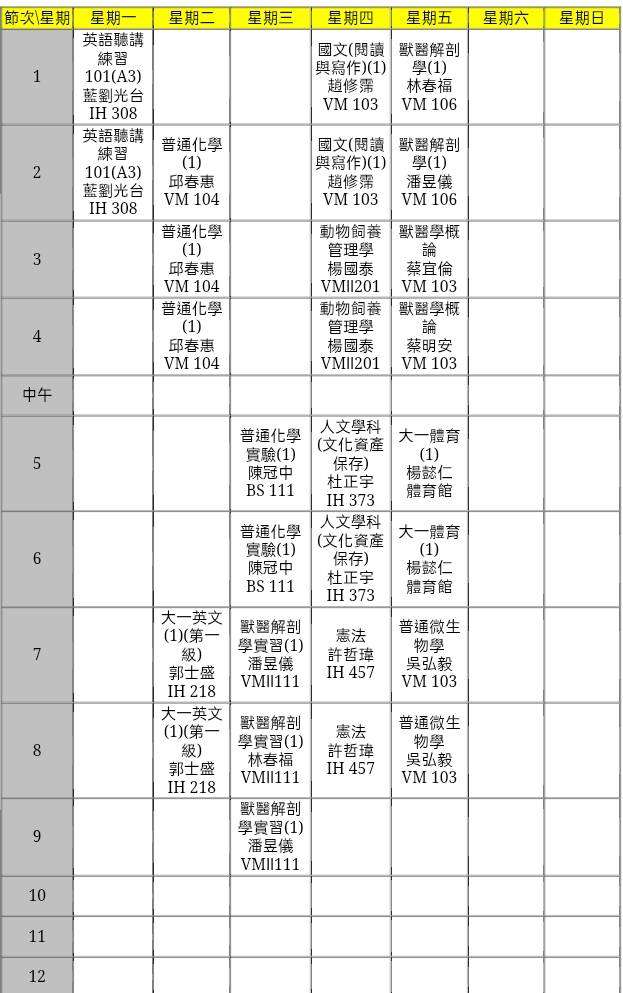 節次\星期 星期一 星期二 星期三 星期四 星期五 星期六 星期日
1
英語聽講
練習
101(A3)
藍劉光台
IH 308
國文(閱讀
與寫作)(1)
趙修霈
VM 103
獸醫解剖
學(1)
林春福
VM 106
2
英語聽講
練習
101(A3)
藍劉光台
IH 308
普通化學
(1)
邱春惠
VM 104
國文(閱讀
與寫作)(1)
趙修霈
VM 103
獸醫解剖
學(1)
潘昱儀
VM 106
3
普通化學
(1)
邱春惠
VM 104
動物飼養
管理學
楊國泰
VMII201
獸醫學概
論
蔡宜倫
VM 103
4
普通化學
(1)
邱春惠
VM 104
動物飼養
管理學
楊國泰
VMII201
獸醫學概
論
蔡明安
VM 103
中午
5
普通化學
實驗(1)
陳冠中
BS 111
人文學科
(文化資產
保存)
杜正宇
IH 373
大一體育
(1)
楊懿仁
體育館
6
普通化學
實驗(1)
陳冠中
BS 111
人文學科
(文化資產
保存)
杜正宇
IH 373
大一體育
(1)
楊懿仁
體育館
7
大一英文
(1)(第一
級)
郭士盛
IH 218
獸醫解剖
學實習(1)
潘昱儀
VMII111
憲法
許哲瑋
IH 457
普通微生
物學
吳弘毅
VM 103
8
大一英文
(1)(第一
級)
郭士盛
IH 218
獸醫解剖
學實習(1)
林春福
VMII111
憲法
許哲瑋
IH 457
普通微生
物學
吳弘毅
VM 103
9
獸醫解剖
學實習(1)
潘昱儀
VMII111
10
11
12